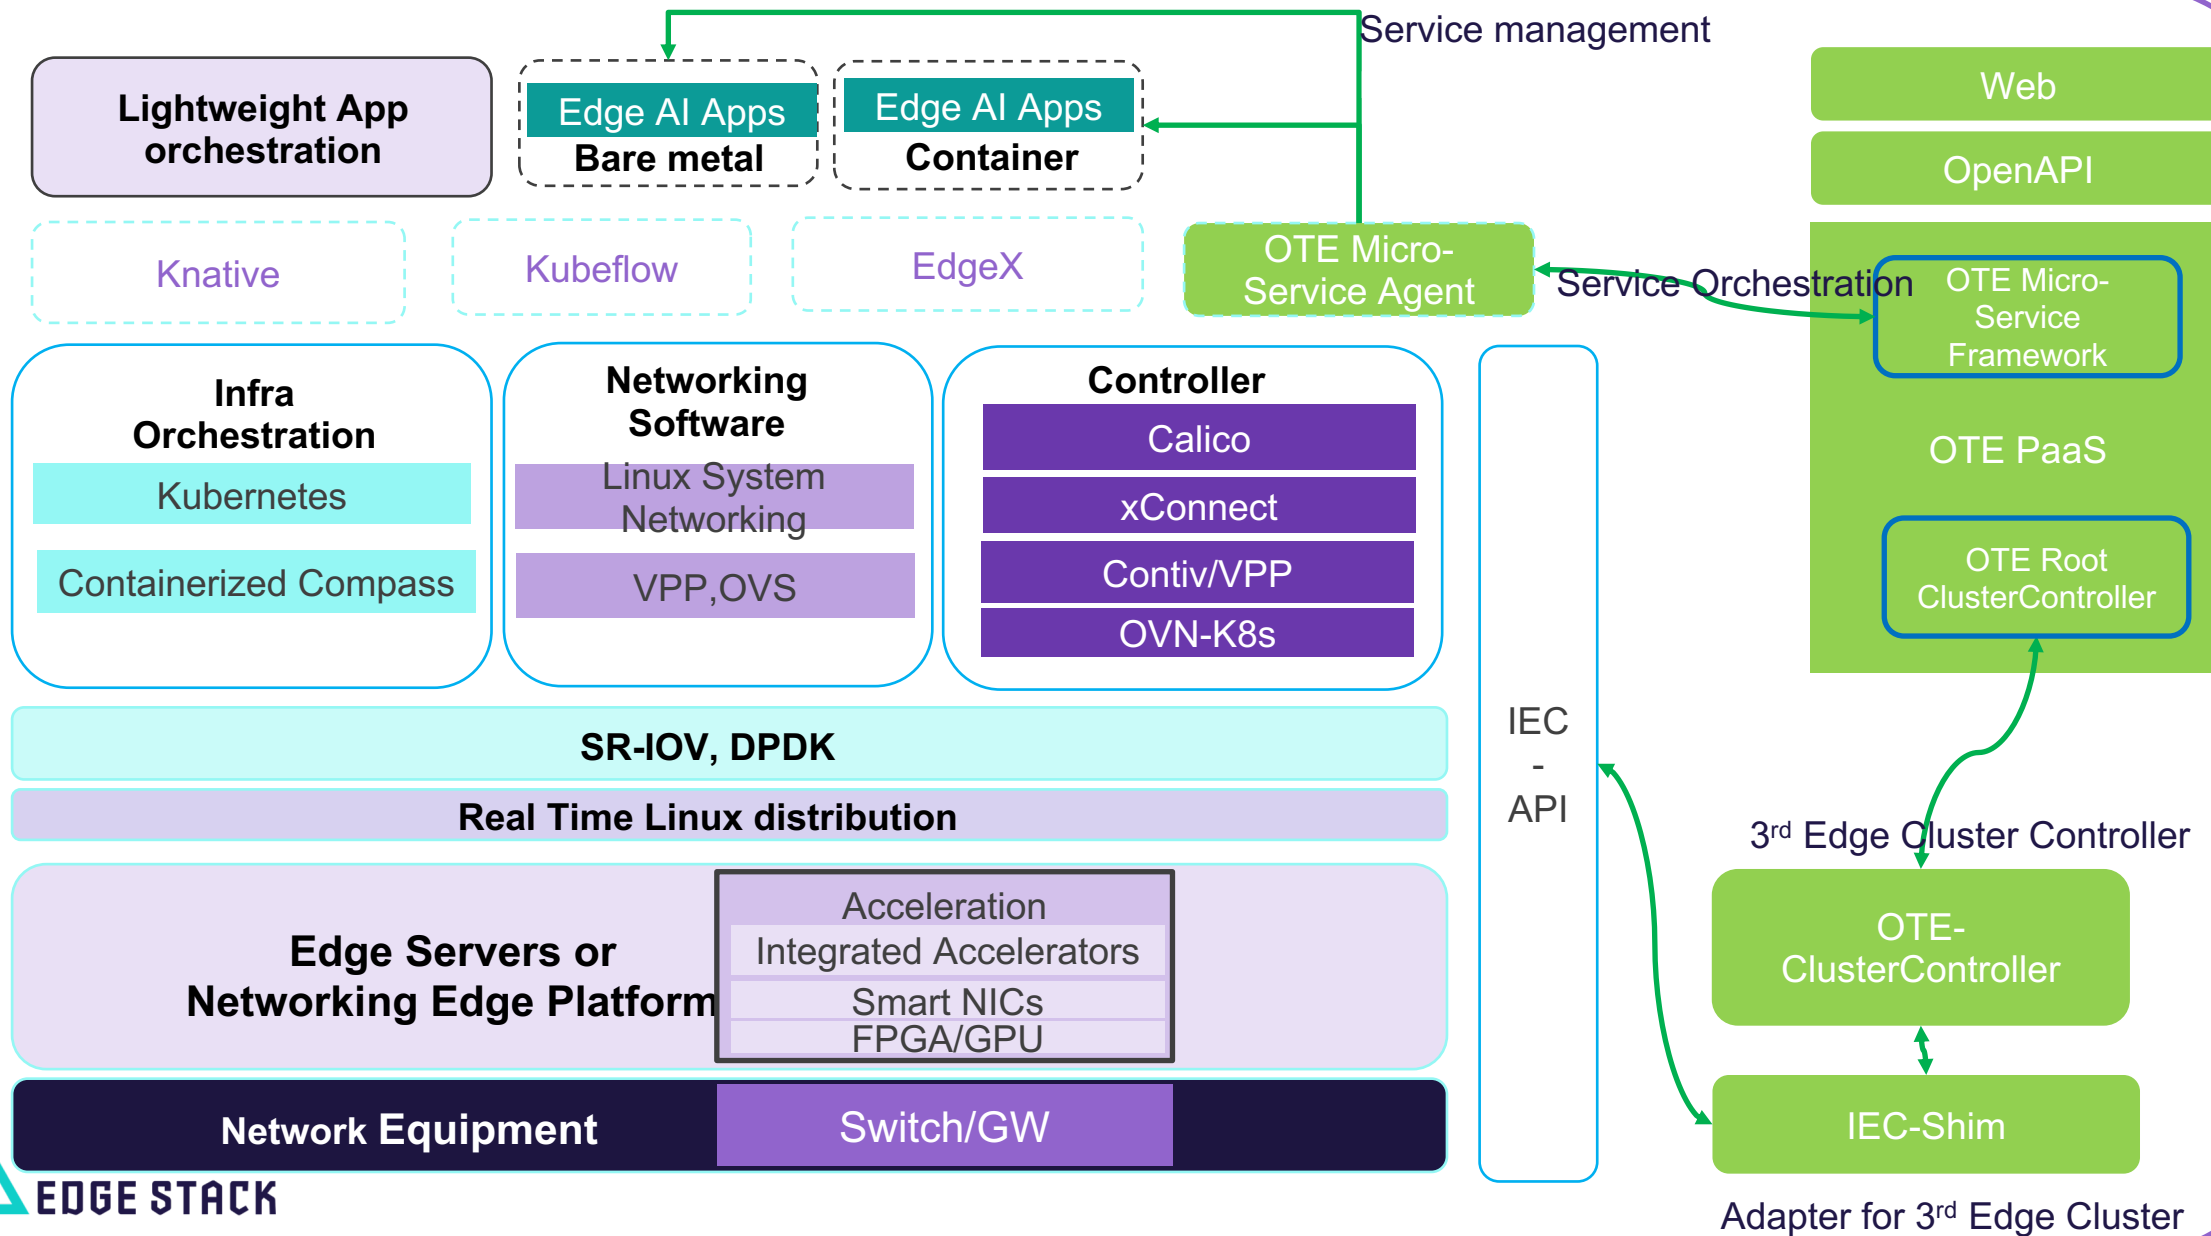 Service management
Lightweight App
orchestration
Edge AI Apps
Bare metal
Edge AI Apps
Container
Web
OpenAPI
Knative
Kubeflow
EdgeX
OTE Micro-
Service Agent
Service Orchestration
OTE Micro-
Service
Framework
OTE PaaS
OTE Root
ClusterController
Infra
Orchestration
Kubernetes
Containerized Compass
Networking
Software
Linux System
Networking
VPP,OVS
Controller
Calico
xConnect
Contiv/VPP
OVN-K8s
IEC
-
API
SR-IOV, DPDK
Real Time Linux distribution
3rd Edge Cluster Controller
Edge Servers or
Networking Edge Platform
Acceleration
Integrated Accelerators
Smart NICs
FPGA/GPU
OTE-
ClusterController
Network Equipment
Switch/GW
IEC-Shim
EDGE STACK
Adapter for 3rd Edge Cluster